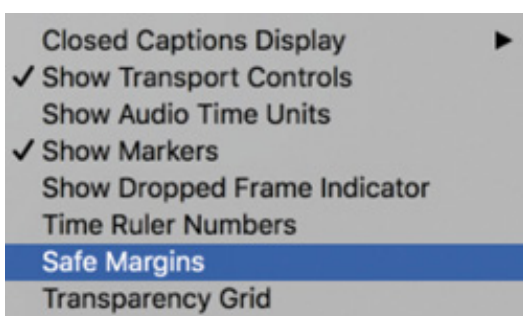 Closed Captions Display
Show Transport Controls
Show Audio Time Units
Show Markers
Show Dropped Frame Indicator
Time Ruler Numbers
Safe Margins
Transparency Grid